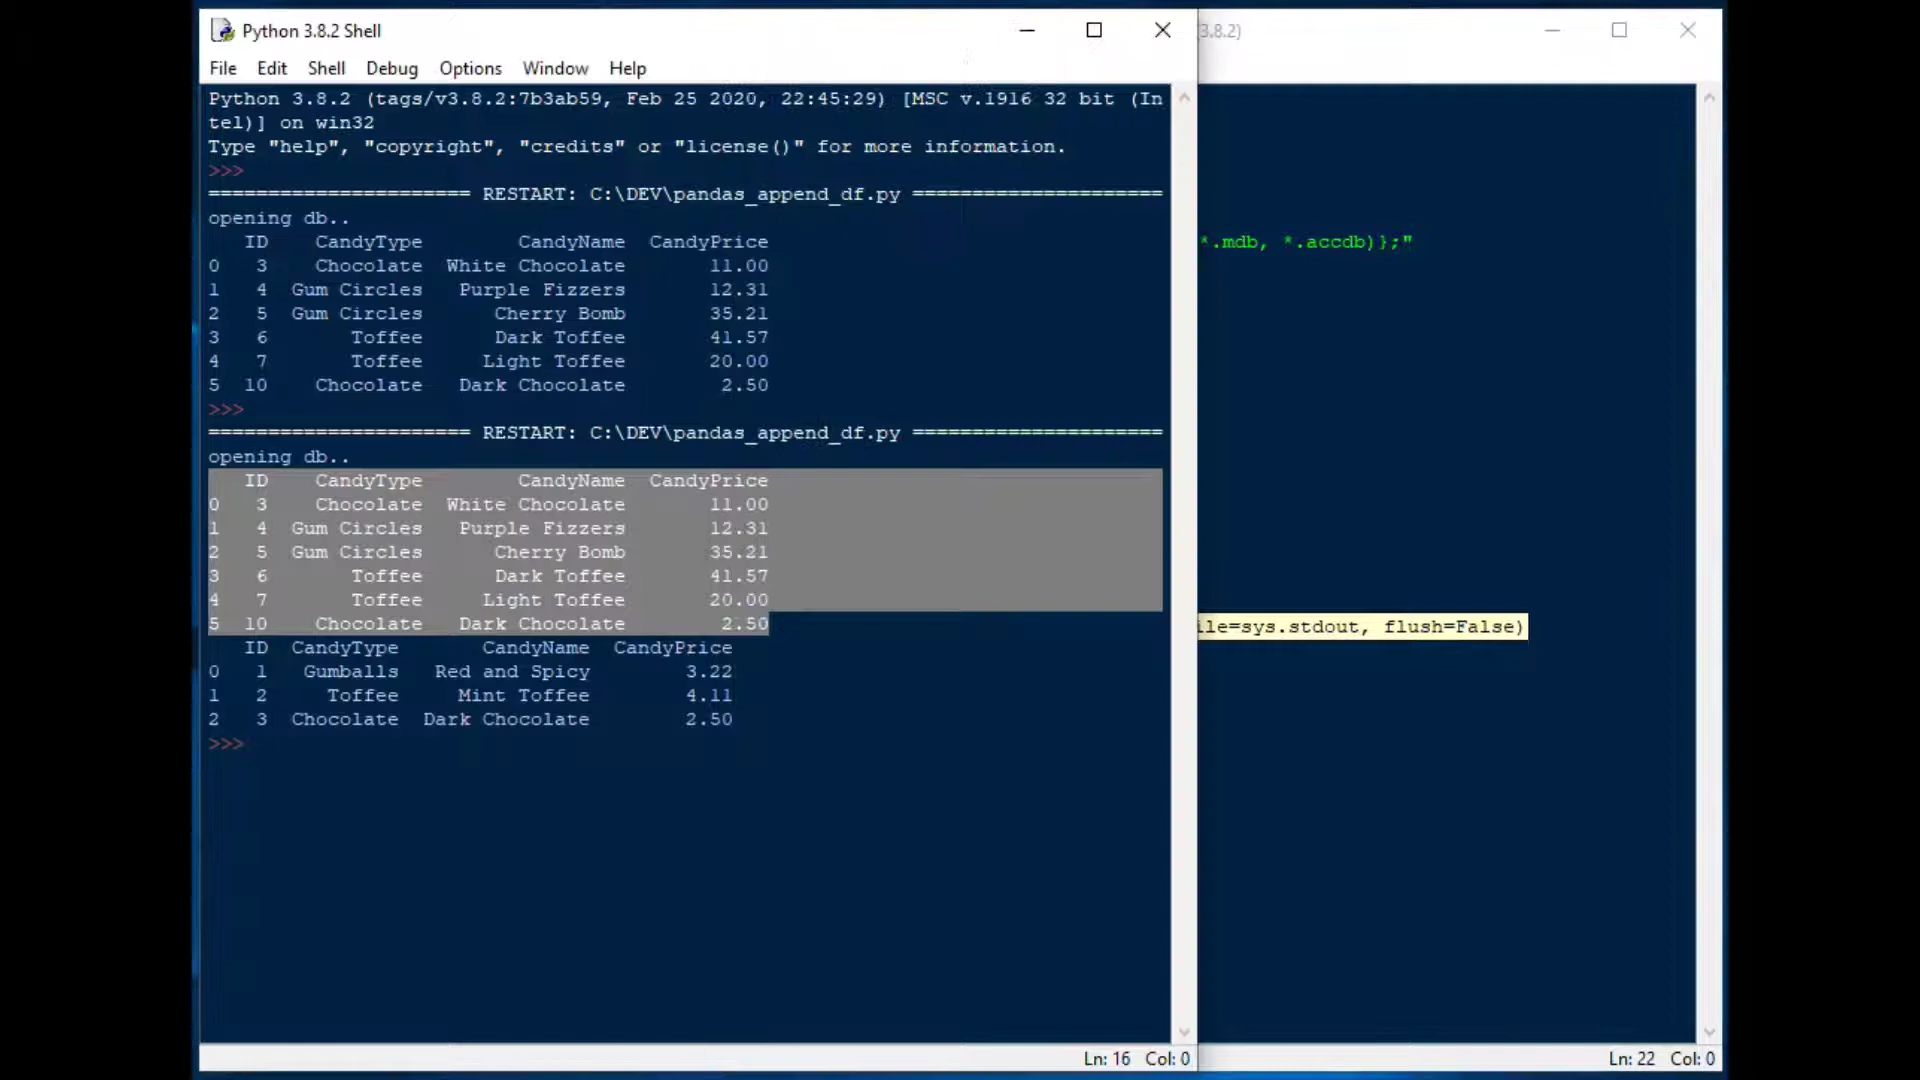 Python 3.8.2 Shell
3.8.2)
File Edit Shell Debug Options Window Help
Python 3.8.2 (tags/v3.8.2:7b3ab59, Feb 25 2020, 22:45:29) [MSC v.1916 32 bit (In
tel)] on win32
Type "help", "copyright", "credits" or "license()" for more information.
>>>
====================== RESTART: C:\DEV\pandas_append_df.py =====================
opening db..
ID CandyType CandyName CandyPrice
0 3 Chocolate White Chocolate 11.00
1 4 Gum Circles Purple Fizzers 12.31
2 5 Gum Circles Cherry Bomb 35.21
3 6 Toffee Dark Toffee 41.57
4 7 Toffee Light Toffee 20.00
5 10 Chocolate Dark Chocolate 2.50
>>>
====================== RESTART: C:\DEV\pandas_append_df.py =====================
opening db..
ID CandyType CandyName CandyPrice
0 3 Chocolate White Chocolate 11.00
1 4 Gum Circles Purple Fizzers 12.31
2 5 Gum Circles Cherry Bomb 35.21
3 6 Toffee Dark Toffee 41.57
4 7 Toffee Light Toffee 20.00
5 10 Chocolate Dark Chocolate 2.50
ID CandyType CandyName CandyPrice
0 1 Gumballs Red and Spicy 3.22
1 2 Toffee Mint Toffee 4.11
2 3 Chocolate Dark Chocolate 2.50
>>>
Ln: 16 Col: 0
*.mdb, *.accdb)};"
ile=sys.stdout, flush=False)
Ln: 22 Col: 0